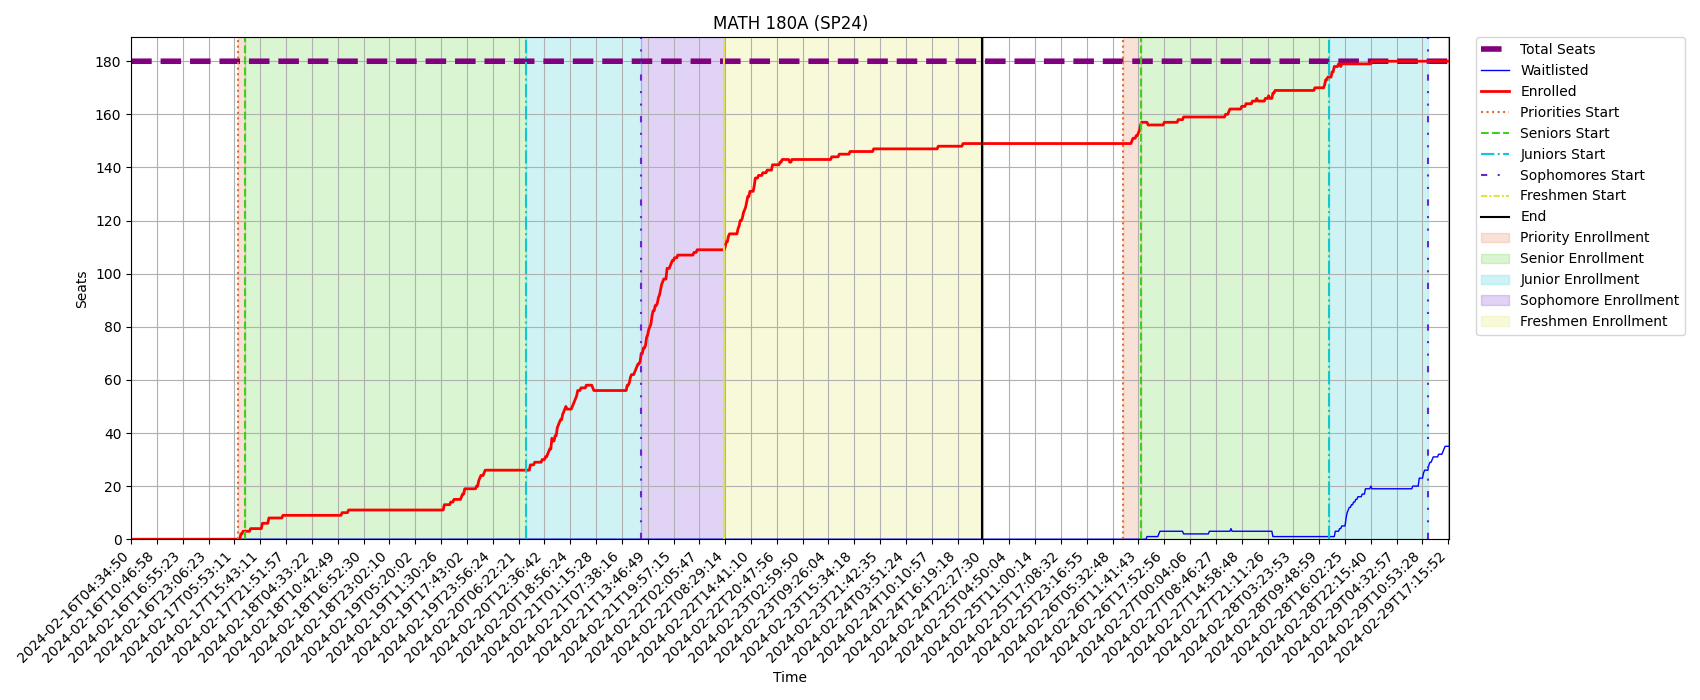 MATH 180A (SP24)
Seats
180
160
140
120
100
80
60
40
20
0
2024-02-16T04:34:50
2024-02-16T10:46:58
2024-02-16T16:55:23
2024-02-16T23:06:23
2024-02-17T05:53:11
2024-02-17T15:43:11
2024-02-17T21:51:57
2024-02-18T04:33:22
2024-02-18T10:42:49
2024-02-18T16:52:30
2024-02-18T23:02:10
2024-02-19T05:20:02
2024-02-19T11:30:26
2024-02-19T17:43:02
2024-02-19T23:56:24
2024-02-20T06:22:21
2024-02-20T12:36:42
2024-02-20T18:56:24
2024-02-21T01:15:28
2024-02-21T07:38:16
2024-02-21T13:46:49
2024-02-21T19:57:15
2024-02-22T02:05:47
2024-02-22T08:29:14
2024-02-22T14:41:10
2024-02-22T20:47:56
2024-02-23T02:59:50
2024-02-23T09:26:04
2024-02-23T15:34:18
2024-02-23T21:42:35
2024-02-24T03:51:24
2024-02-24T10:10:57
2024-02-24T16:19:18
2024-02-24T22:27:30
2024-02-25T04:50:04
2024-02-25T11:00:14
2024-02-25T17:08:32
2024-02-25T23:16:55
2024-02-26T05:32:48
2024-02-26T11:41:43
2024-02-26T17:52:56
2024-02-27T00:04:06
2024-02-27T08:46:27
2024-02-27T14:58:48
2024-02-27T21:11:26
2024-02-28T03:23:53
2024-02-28T09:48:59
2024-02-28T16:02:25
2024-02-28T22:15:40
2024-02-29T04:32:57
2024-02-29T10:53:28
2024-02-29T17:15:52
Time
Total Seats
Waitlisted
Enrolled
Priorities Start
Seniors Start
Juniors Start
Sophomores Start
Freshmen Start
End
Priority Enrollment
Senior Enrollment
Junior Enrollment
Sophomore Enrollment
Freshmen Enrollment